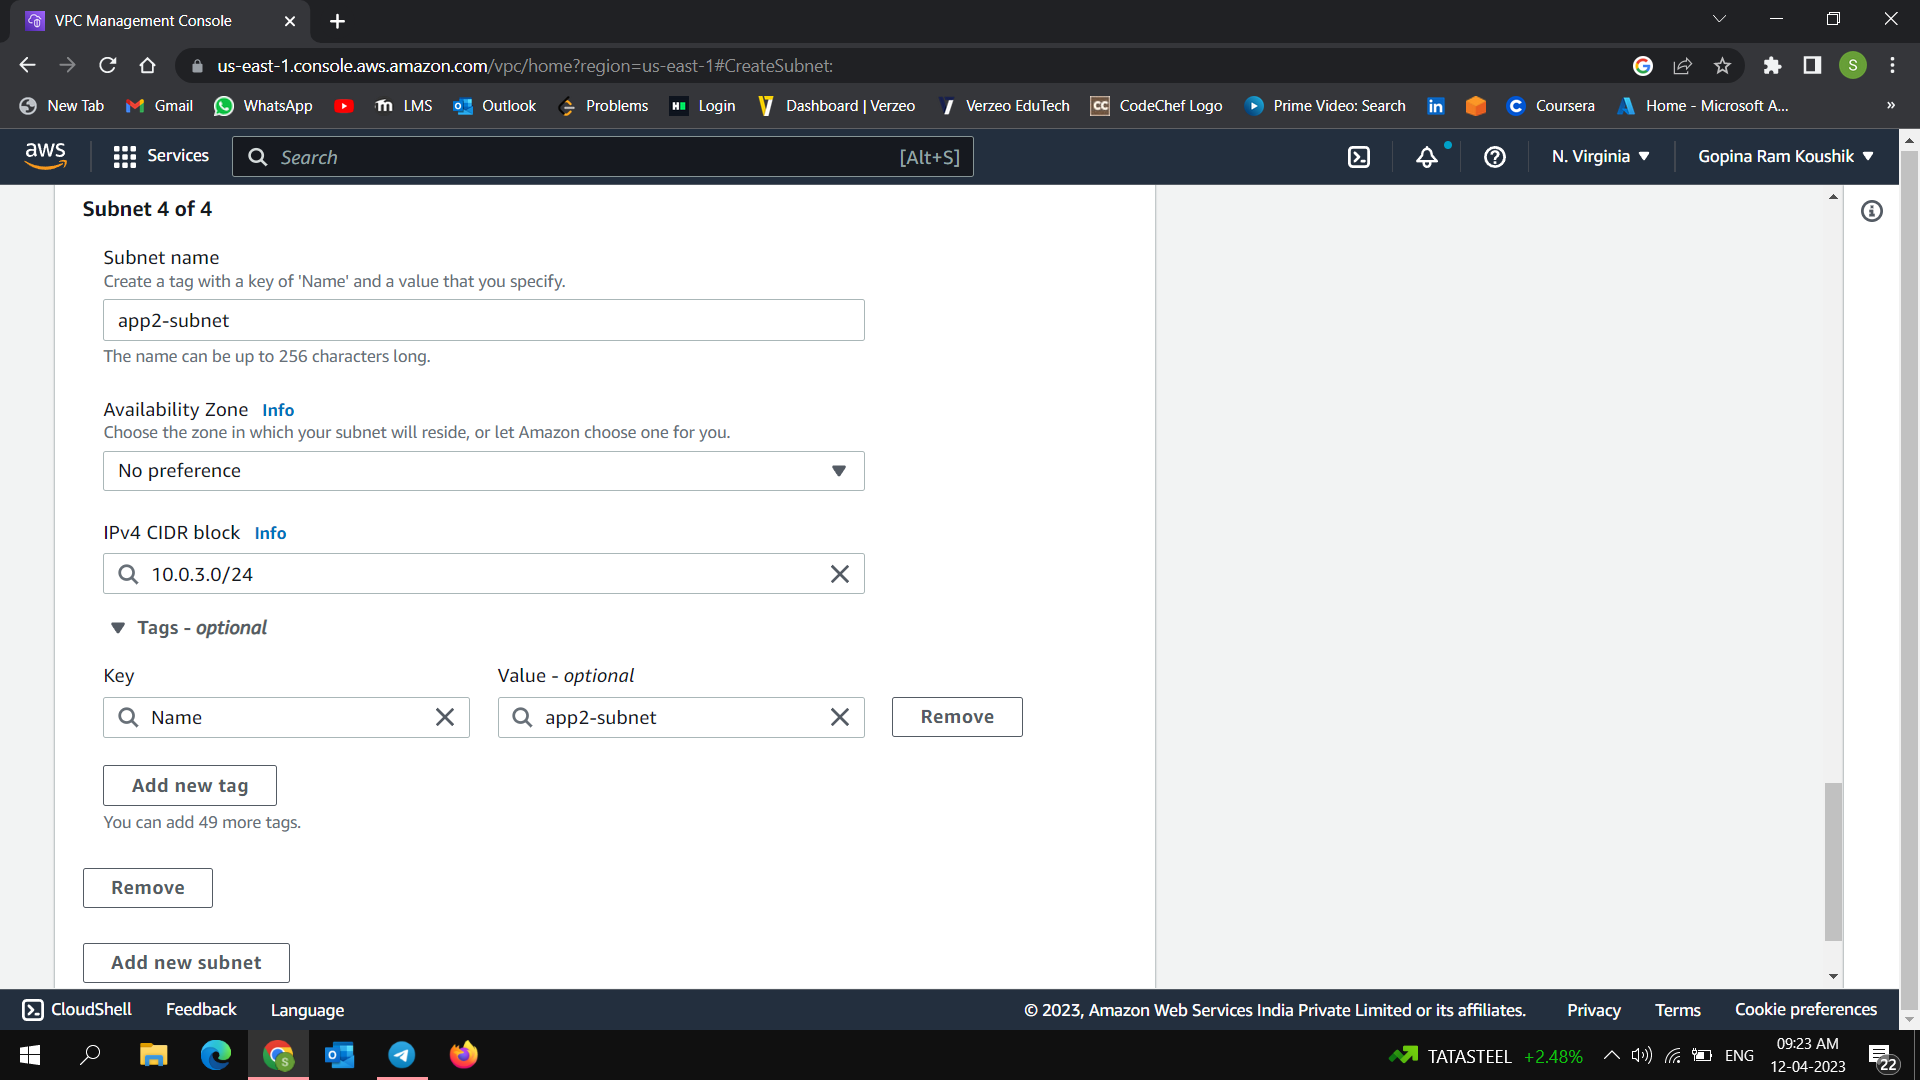 VPC Management Console
us-east-1.console.aws.amazon.com/vpc/home?region=us-east-1#CreateSubnet:
S
New Tab
Gmail
WhatsApp
LMS
Outlook
Problems
Login
Dashboard | Verzeo
Verzeo EduTech
CodeChef Logo
Prime Video: Search
Coursera
Home - Microsoft A...
»
aws
Services
Search
[Alt+S]
N. Virginia
Gopina Ram Koushik
Subnet 4 of 4
Subnet name
Create a tag with a key of 'Name' and a value that you specify.
app2-subnet
The name can be up to 256 characters long.
Availability Zone Info
Choose the zone in which your subnet will reside, or let Amazon choose one for you.
No preference
IPv4 CIDR block Info
10.0.3.0/24
Tags - optional
Key
Value - optional
Name
app2-subnet
Remove
Add new tag
You can add 49 more tags.
Remove
Add new subnet
CloudShell
Feedback
Language
© 2023, Amazon Web Services India Private Limited or its affiliates.
Privacy
Terms
Cookie preferences
TATASTEEL +2.48%
ENG
09:23 AM
12-04-2023
22